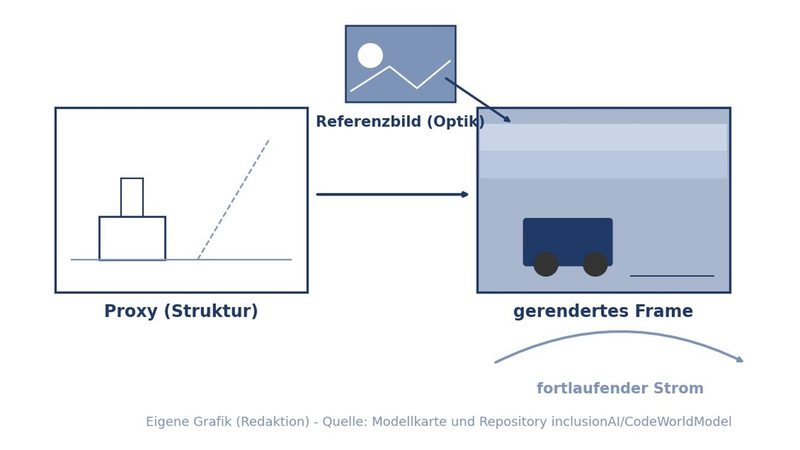 Referenzbild (Optik)
Proxy (Struktur)
gerendertes Frame
fortlaufender Strom
Eigene Grafik (Redaktion) - Quelle: Modellkarte und Repository inclusionAI/CodeWorldModel